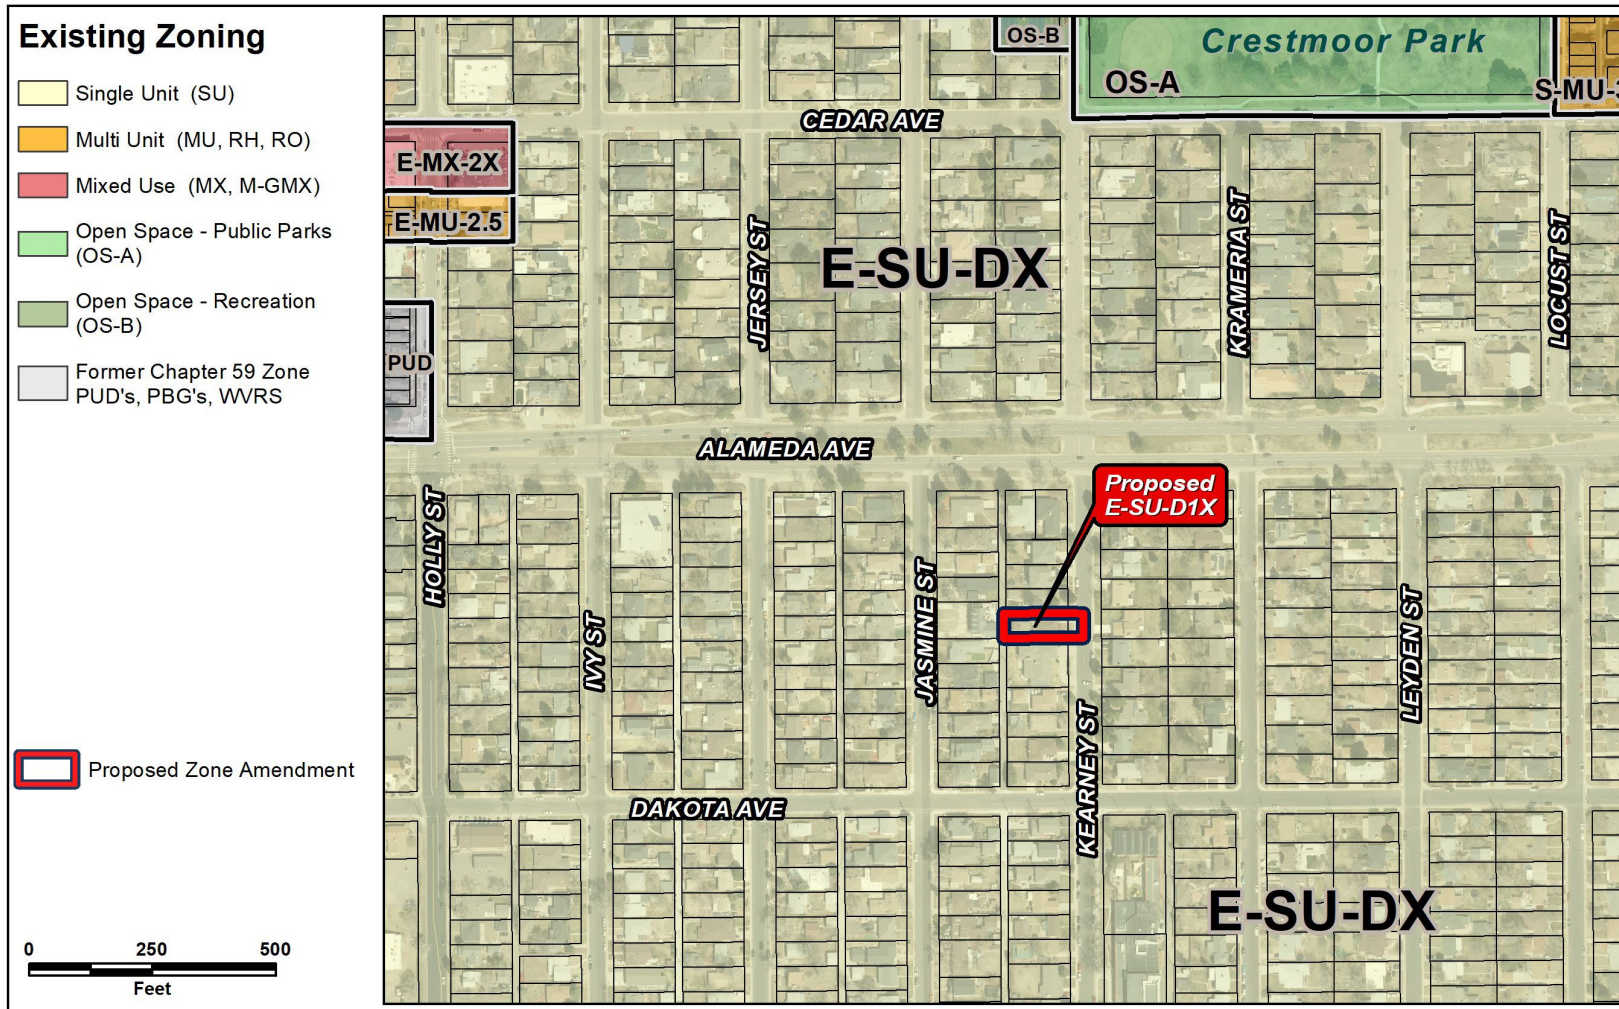 Existing Zoning
Single Unit (SU)
Multi Unit (MU, RH, RO)
Mixed Use (MX, M-GMX)
Open Space - Public Parks
(OS-A)
Open Space - Recreation
(OS-B)
Former Chapter 59 Zone
PUD's, PBG's, WVRS
Proposed Zone Amendment
0 250 500
Feet
OS-B
Crestmoor Park
OS-A
S-MU-3
CEDAR AVE
E-MX-2X
E-MU-2.5
JERSEY ST
E-SU-DX
KRAMERIA ST
LOCUST ST
PUD
ALAMEDA AVE
Proposed
E-SU-D1X
HOLLY ST
IVY ST
JASMINE ST
LEYDEN ST
KEARNEY ST
DAKOTA AVE
E-SU-DX